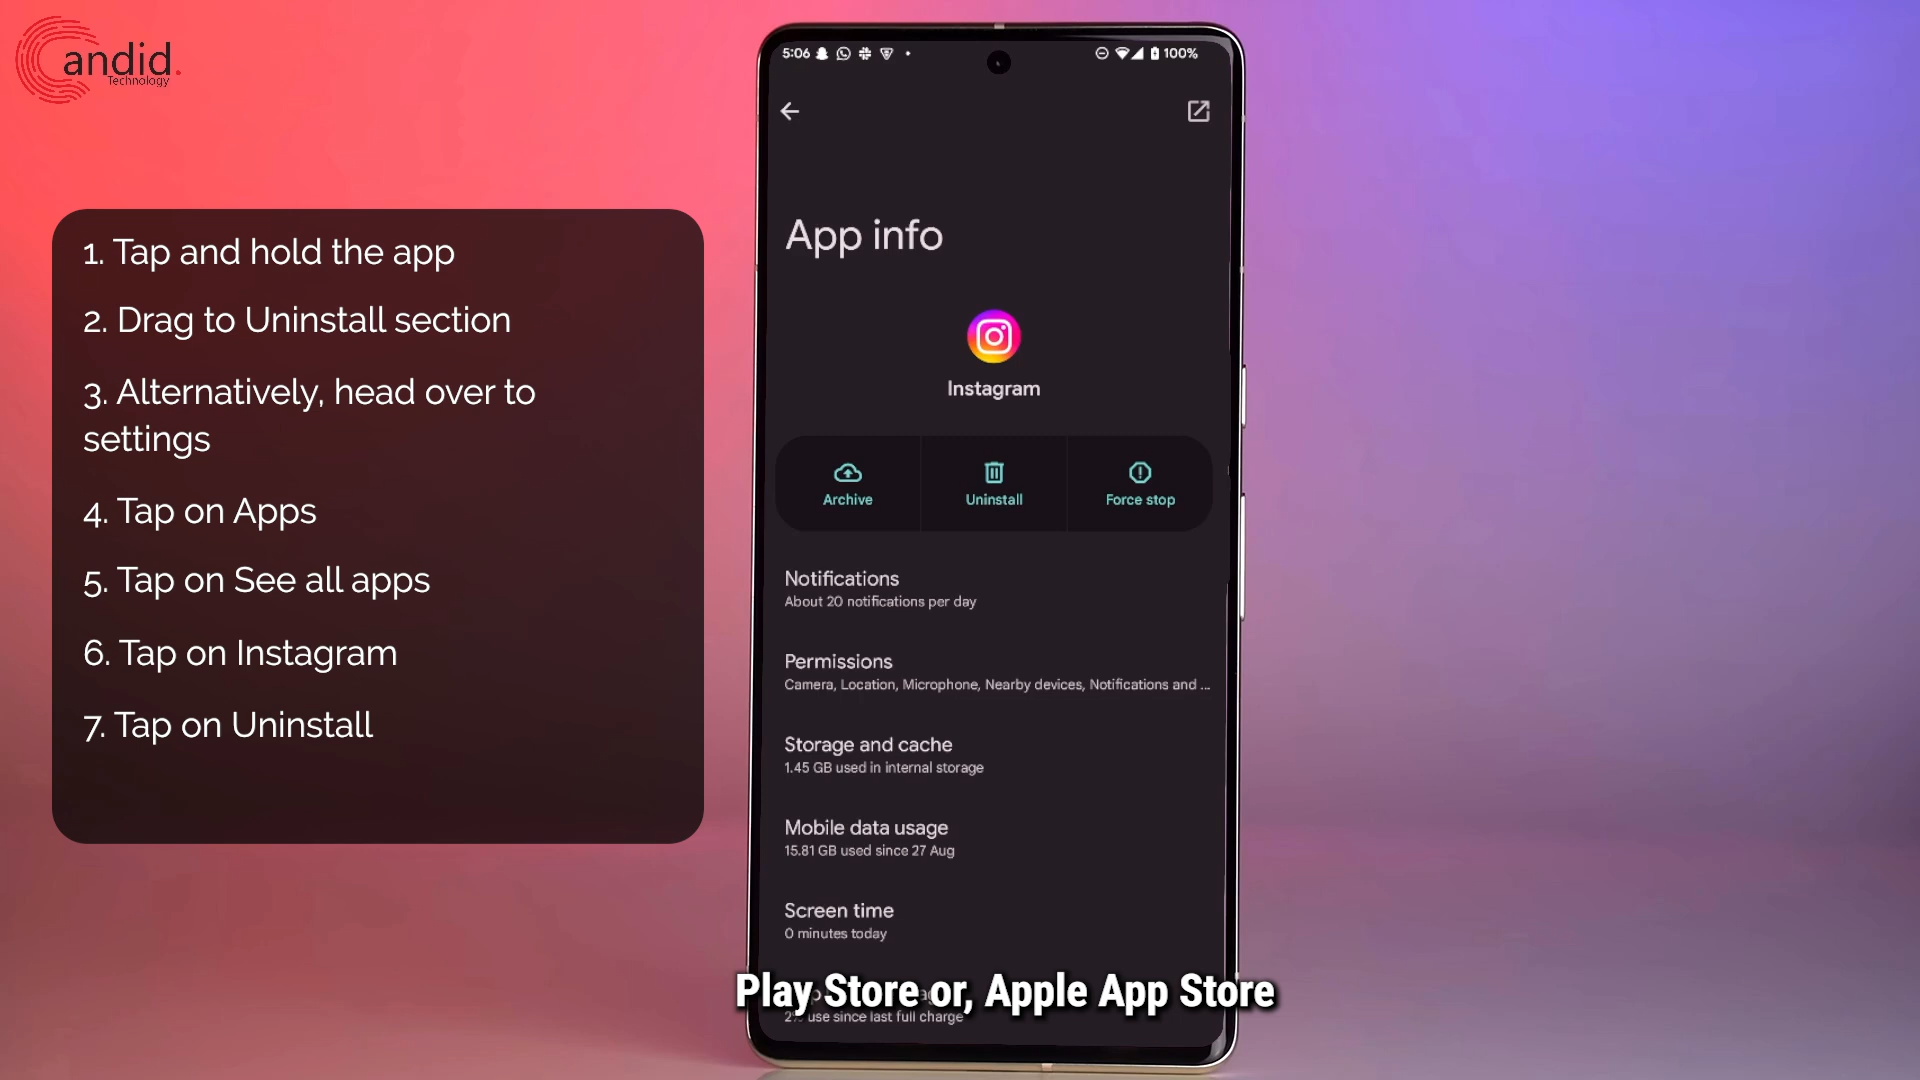 andid.
Technology
1. Tap and hold the app
2. Drag to Uninstall section
3. Alternatively, head over to
settings
4. Tap on Apps
5. Tap on See all apps
6. Tap on Instagram
7. Tap on Uninstall
5:06
100%
App info
Instagram
Archive
Uninstall
Force stop
Notifications
About 20 notifications per day
Permissions
Camera, Location, Microphone, Nearby devices, Notifications and ...
Storage and cache
1.45 GB used in internal storage
Mobile data usage
15.81 GB used since 27 Aug
Screen time
0 minutes today
Play Store or, Apple App Store
use since last full charge